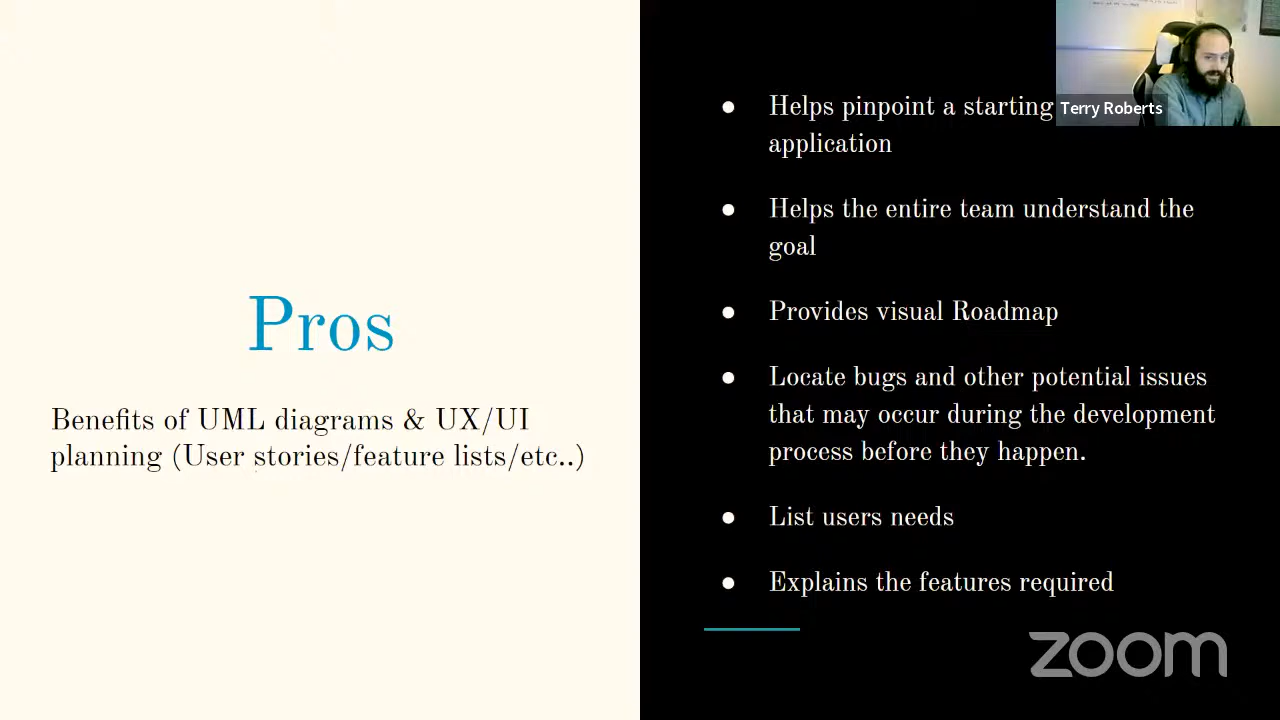 Pros
Benefits of UML diagrams & UX/UI
planning (User stories/feature lists/etc..)
● Helps pinpoint a starting
application
● Helps the entire team understand the
goal
● Provides visual Roadmap
● Locate bugs and other potential issues
that may occur during the development
process before they happen.
● List users needs
● Explains the features required
Terry Roberts
zoom